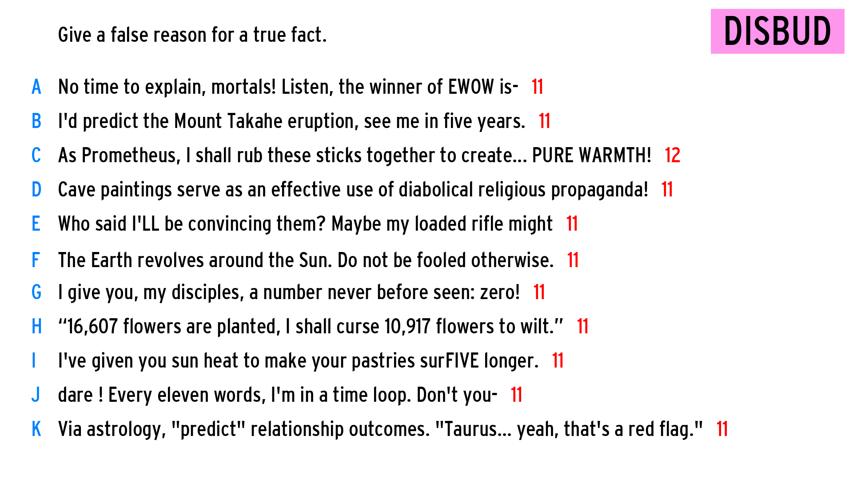 Give a false reason for a true fact.
DISBUD
A No time to explain, mortals! Listen, the winner of EWOW is- 11
B I'd predict the Mount Takahe eruption, see me in five years. 11
C As Prometheus, I shall rub these sticks together to create... PURE WARMTH! 12
D Cave paintings serve as an effective use of diabolical religious propaganda! 11
E Who said I'LL be convincing them? Maybe my loaded rifle might 11
F The Earth revolves around the Sun. Do not be fooled otherwise. 11
G I give you, my disciples, a number never before seen: zero! 11
H “16,607 flowers are planted, I shall curse 10,917 flowers to wilt.” 11
I I've given you sun heat to make your pastries surFIVE longer. 11
J dare ! Every eleven words, I'm in a time loop. Don't you- 11
K Via astrology, "predict" relationship outcomes. "Taurus... yeah, that's a red flag." 11